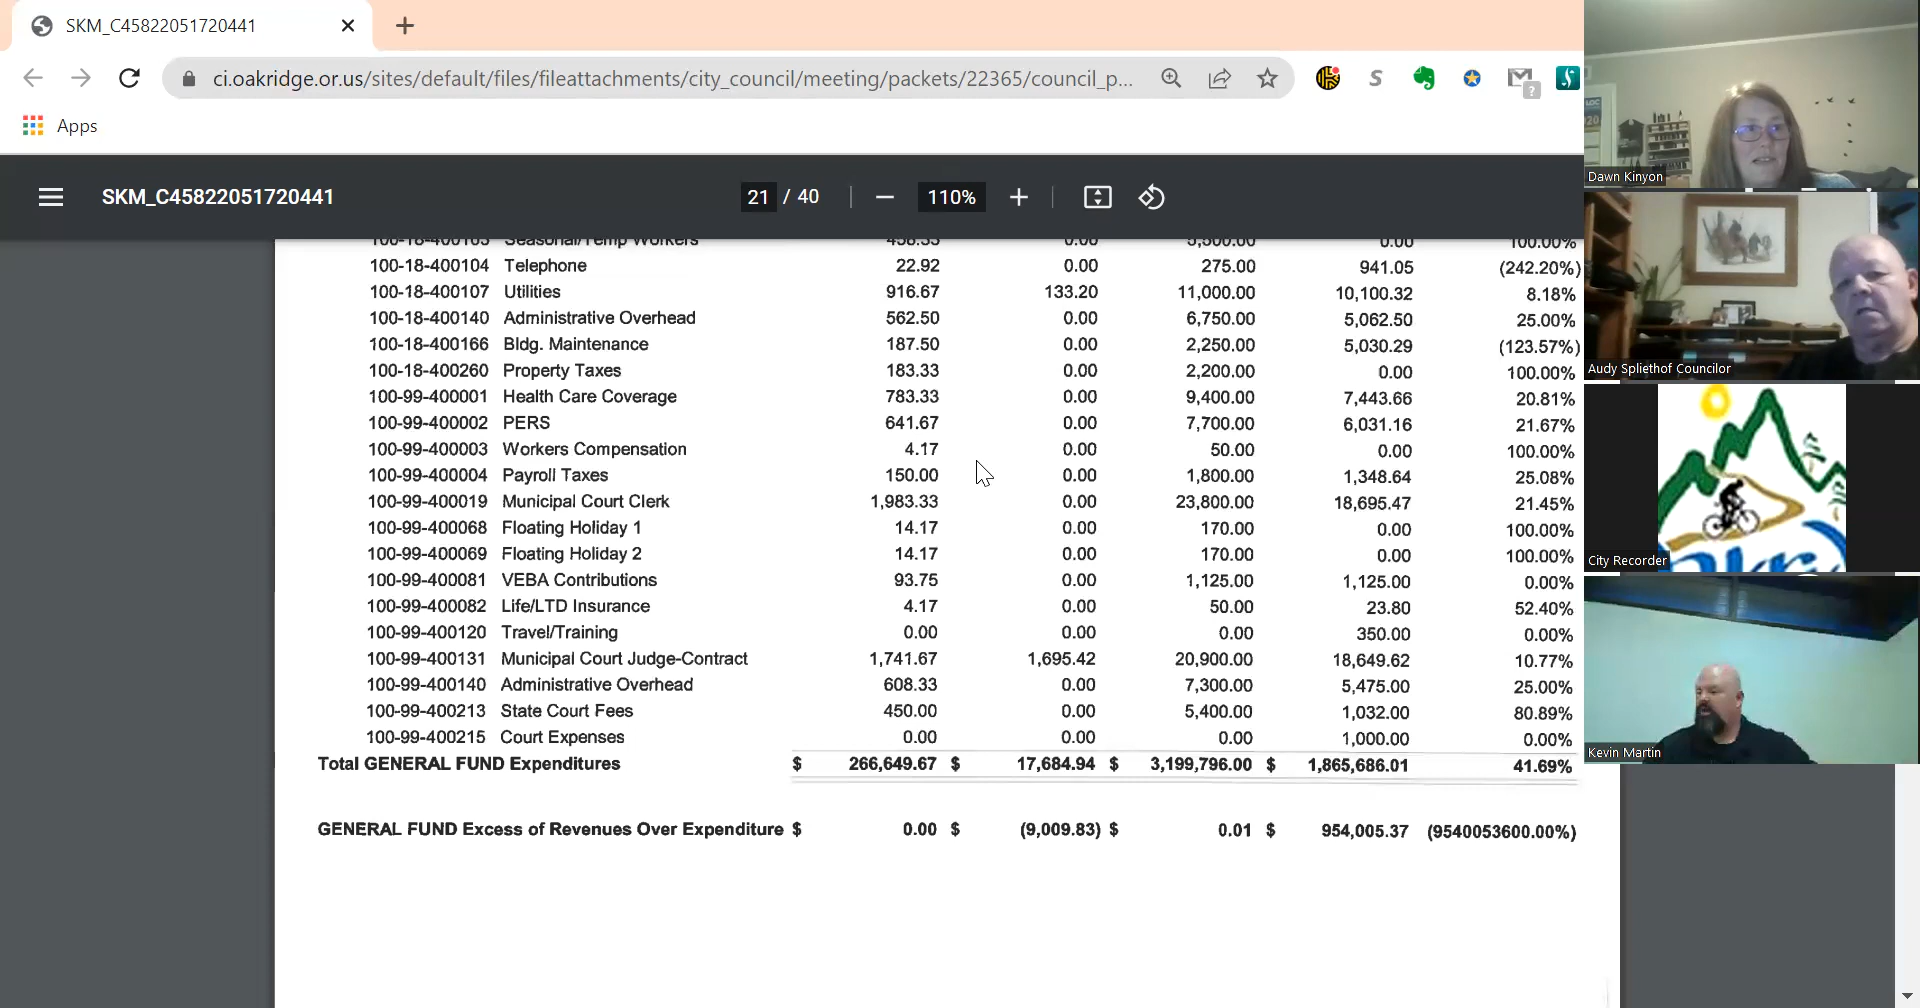 SKM_C45822051720441
ci.oakridge.or.us/sites/default/files/fileattachments/city_council/meeting/packets/22365/council_p...
Apps
SKM_C45822051720441 21 / 40 110%
100-18-400103 Seasonal/Temp Workers 458.33 0.00 5,500.00 0.00 100.00%
100-18-400104 Telephone 22.92 0.00 275.00 941.05 (242.20%)
100-18-400107 Utilities 916.67 133.20 11,000.00 10,100.32 8.18%
100-18-400140 Administrative Overhead 562.50 0.00 6,750.00 5,062.50 25.00%
100-18-400166 Bldg. Maintenance 187.50 0.00 2,250.00 5,030.29 (123.57%)
100-18-400260 Property Taxes 183.33 0.00 2,200.00 0.00 100.00%
100-99-400001 Health Care Coverage 783.33 0.00 9,400.00 7,443.66 20.81%
100-99-400002 PERS 641.67 0.00 7,700.00 6,031.16 21.67%
100-99-400003 Workers Compensation 4.17 0.00 50.00 0.00 100.00%
100-99-400004 Payroll Taxes 150.00 0.00 1,800.00 1,348.64 25.08%
100-99-400019 Municipal Court Clerk 1,983.33 0.00 23,800.00 18,695.47 21.45%
100-99-400068 Floating Holiday 1 14.17 0.00 170.00 0.00 100.00%
100-99-400069 Floating Holiday 2 14.17 0.00 170.00 0.00 100.00%
100-99-400081 VEBA Contributions 93.75 0.00 1,125.00 1,125.00 0.00%
100-99-400082 Life/LTD Insurance 4.17 0.00 50.00 23.80 52.40%
100-99-400120 Travel/Training 0.00 0.00 0.00 350.00 0.00%
100-99-400131 Municipal Court Judge-Contract 1,741.67 1,695.42 20,900.00 18,649.62 10.77%
100-99-400140 Administrative Overhead 608.33 0.00 7,300.00 5,475.00 25.00%
100-99-400213 State Court Fees 450.00 0.00 5,400.00 1,032.00 80.89%
100-99-400215 Court Expenses 0.00 0.00 0.00 1,000.00 0.00%
Total GENERAL FUND Expenditures $ 266,649.67 $ 17,684.94 $ 3,199,796.00 $ 1,865,686.01 41.69%
GENERAL FUND Excess of Revenues Over Expenditure $ 0.00 $ (9,009.83) $ 0.01 $ 954,005.37 (9540053600.00%)
Dawn Kinyon
Audy Spliethof Councilor
City Recorder
Kevin Martin